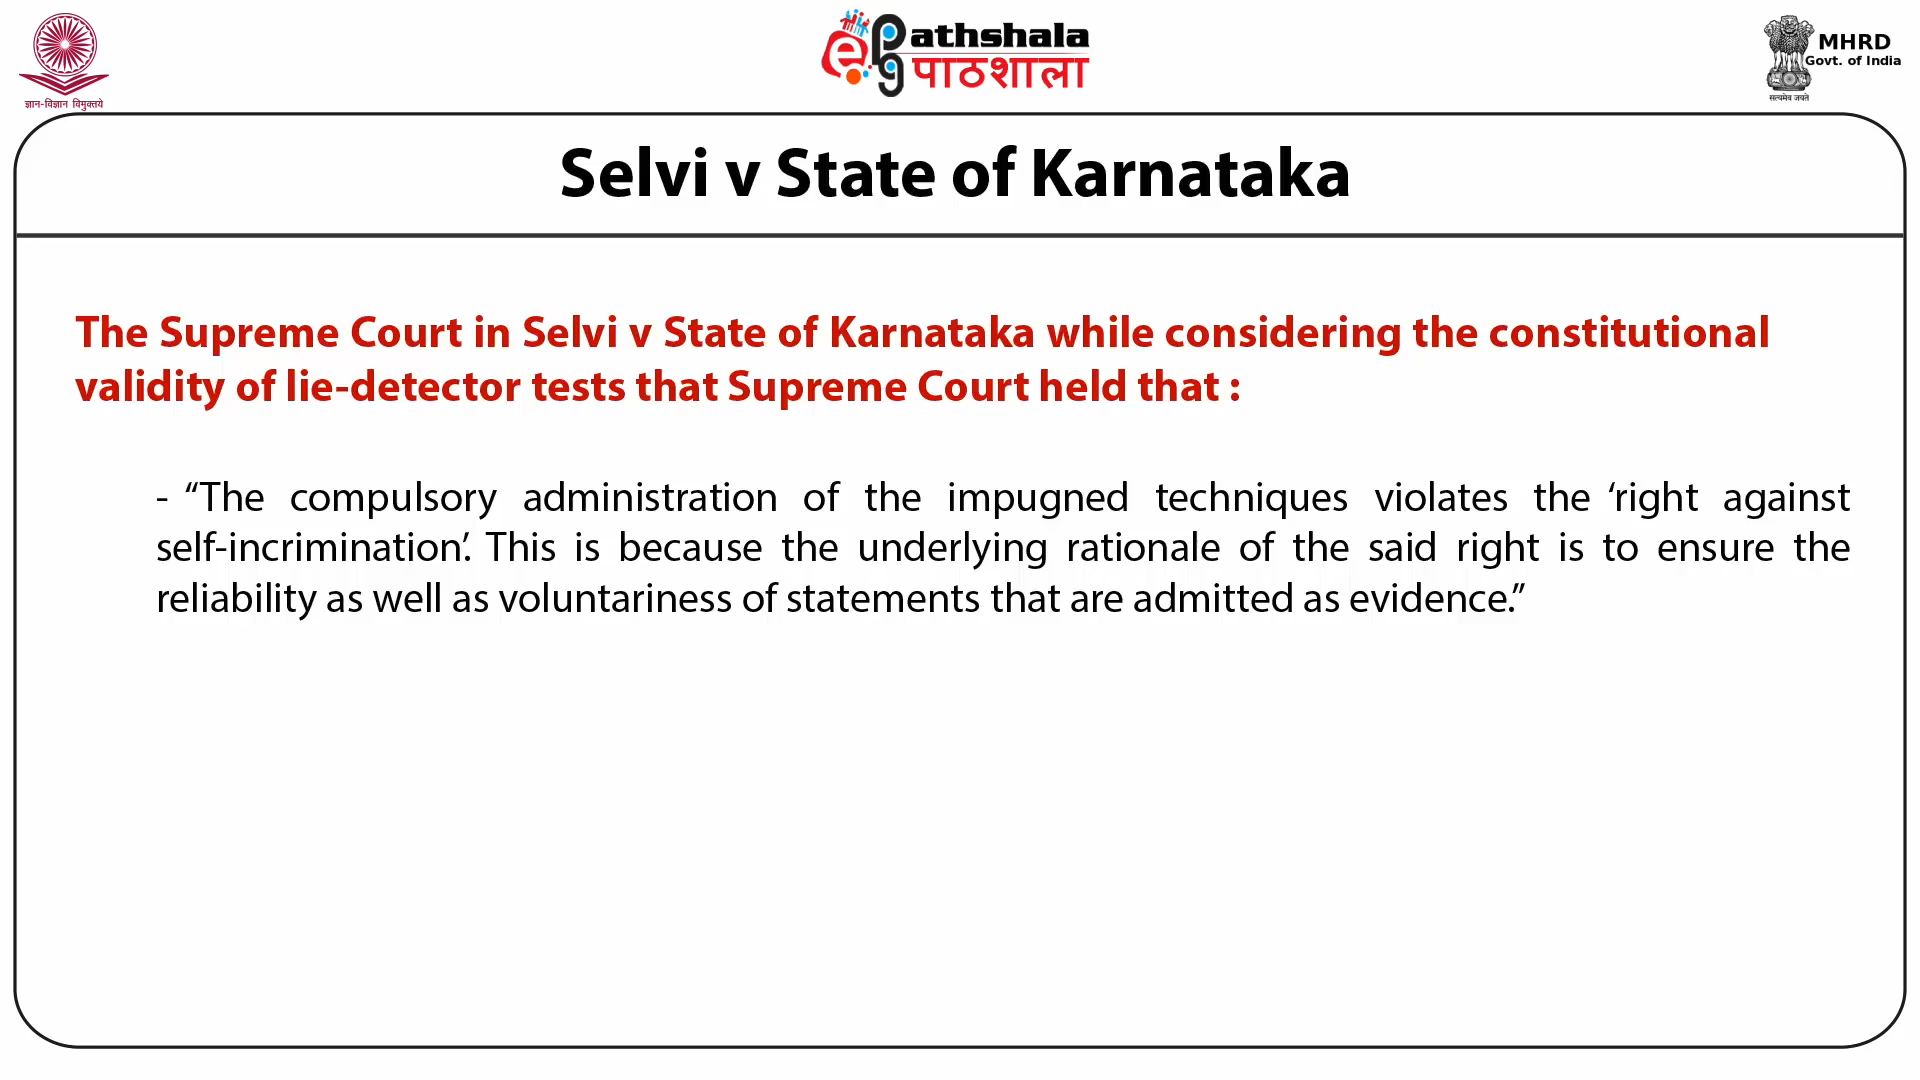 ज्ञान-विज्ञान विमुक्तये
ePathshala
पाठशाला
MHRD
Govt. of India
सत्यमेव जयते
Selvi v State of Karnataka
The Supreme Court in Selvi v State of Karnataka while considering the constitutional
validity of lie-detector tests that Supreme Court held that :
- “The compulsory administration of the impugned techniques violates the ‘right against
self-incrimination’. This is because the underlying rationale of the said right is to ensure the
reliability as well as voluntariness of statements that are admitted as evidence.”